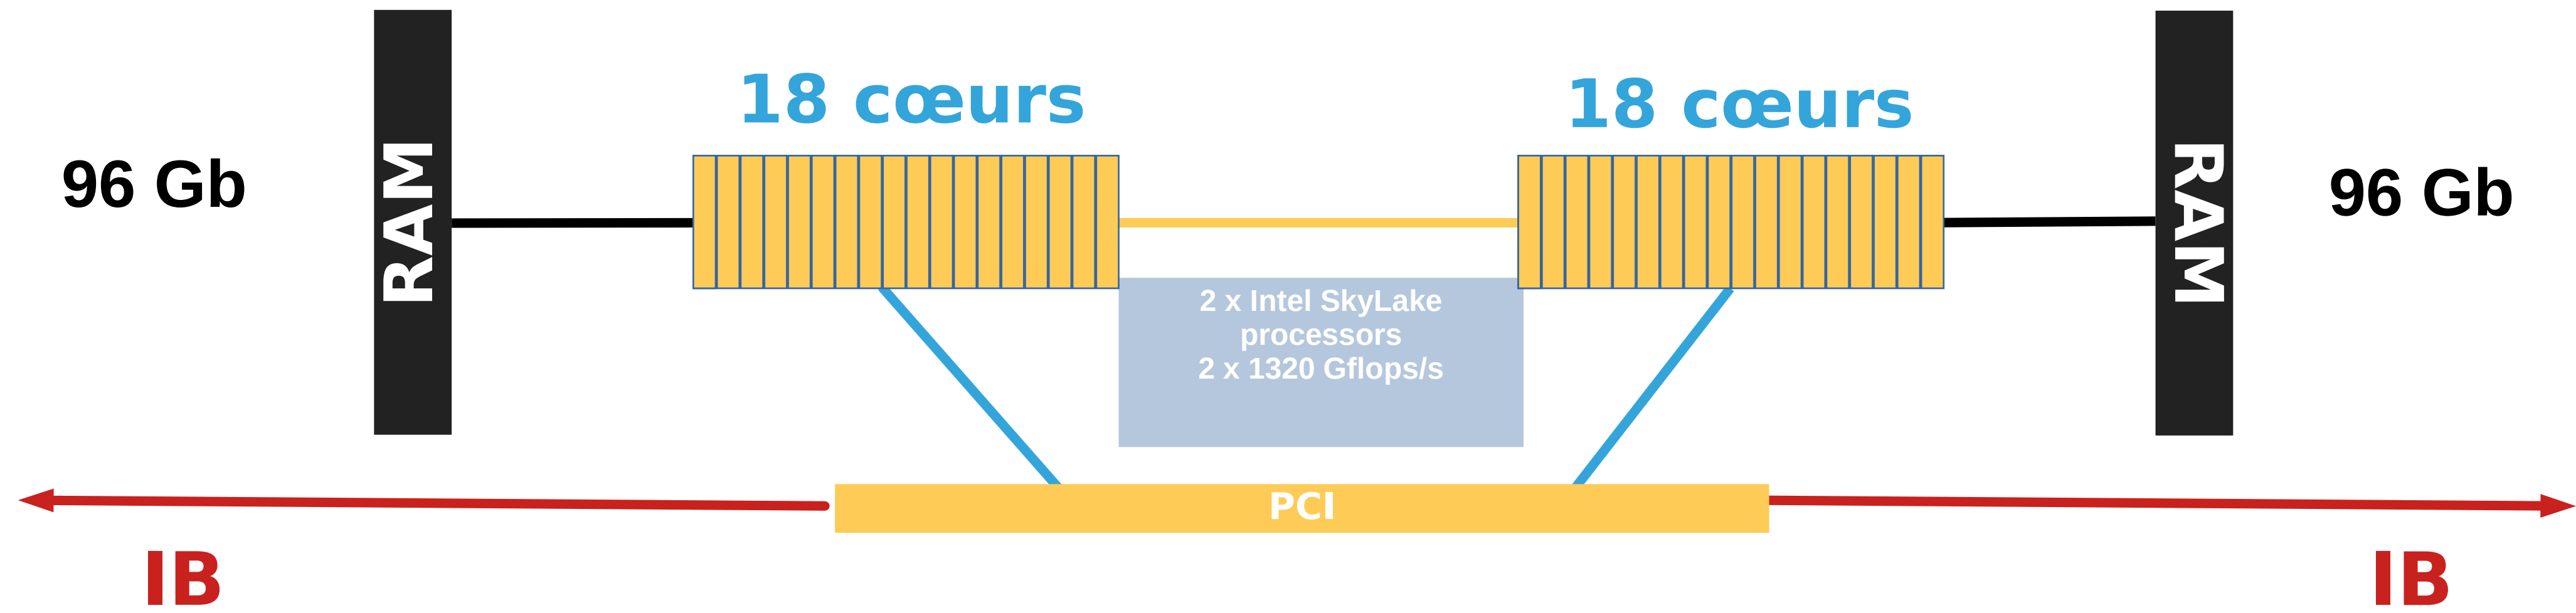 18 cœurs
18 cœurs
96 Gb
RAM
RAM
96 Gb
2 x Intel SkyLake
processors
2 x 1320 Gflops/s
PCI
IB
IB